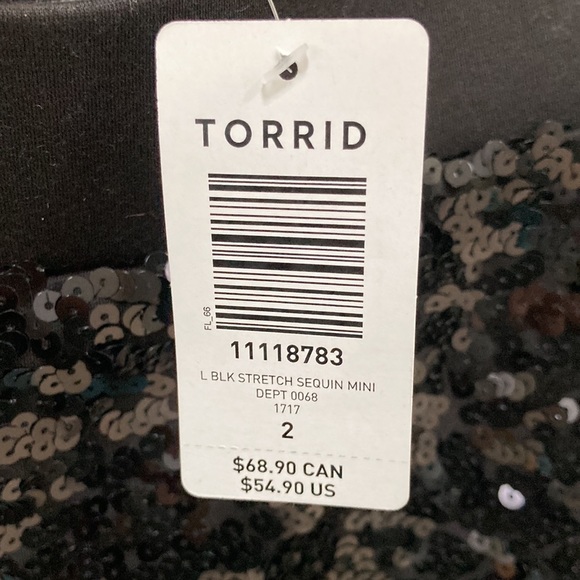 TORRID
FL_66
11118783
L BLK STRETCH SEQUIN MINI
DEPT 0068
1717
2
$68.90 CAN
$54.90 US